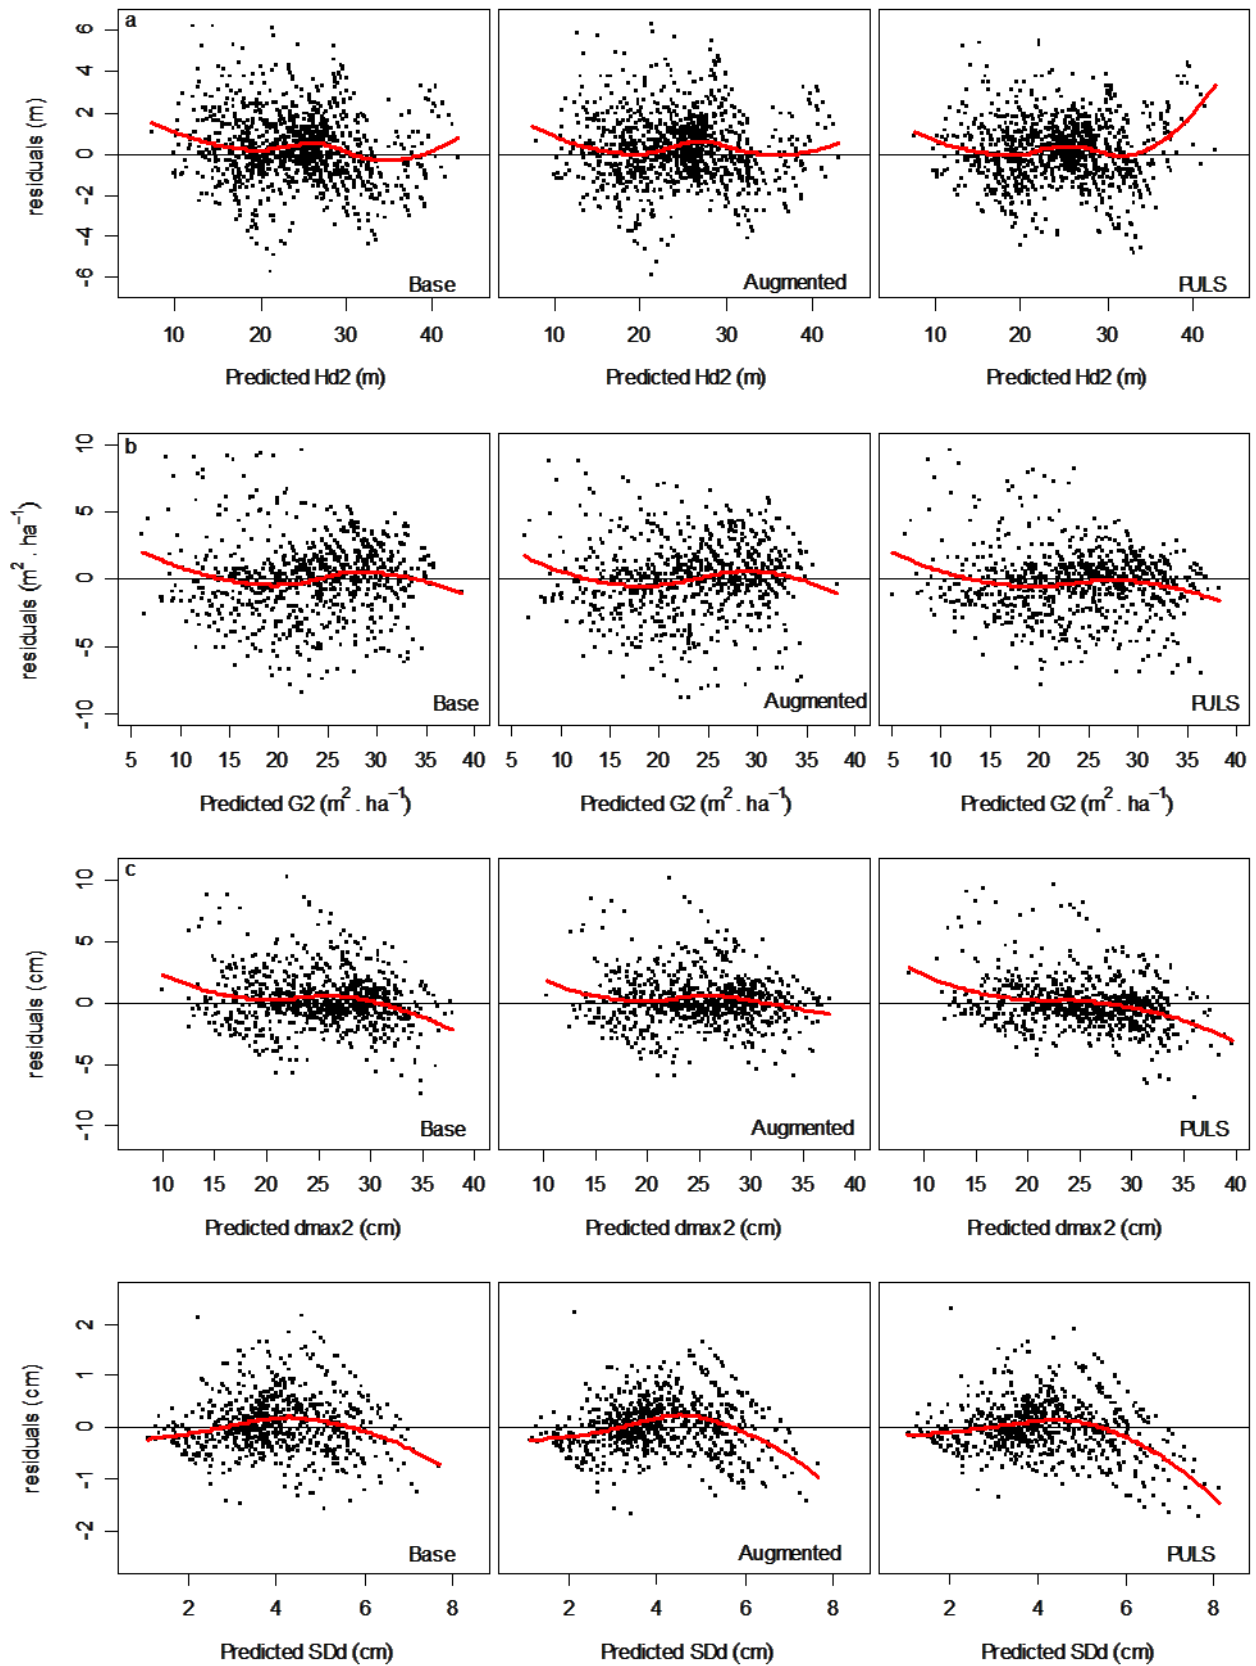 a
residuals (m)
6
4
2
0
-2
-4
-6
Base
Augmented
PULS
10 20 30 40
10 20 30 40
10 20 30 40
Predicted Hd2 (m)
Predicted Hd2 (m)
Predicted Hd2 (m)
b
residuals (m² . ha⁻¹)
10
5
0
-5
-10
Base
Augmented
PULS
5 10 15 20 25 30 35 40
5 10 15 20 25 30 35 40
5 10 15 20 25 30 35 40
Predicted G2 (m² . ha⁻¹)
Predicted G2 (m² . ha⁻¹)
Predicted G2 (m² . ha⁻¹)
c
residuals (cm)
10
5
0
-5
-10
Base
Augmented
PULS
10 15 20 25 30 35 40
10 15 20 25 30 35 40
10 15 20 25 30 35 40
Predicted dmax2 (cm)
Predicted dmax2 (cm)
Predicted dmax2 (cm)
residuals (cm)
2
1
0
-1
-2
Base
Augmented
PULS
2 4 6 8
2 4 6 8
2 4 6 8
Predicted SDd (cm)
Predicted SDd (cm)
Predicted SDd (cm)